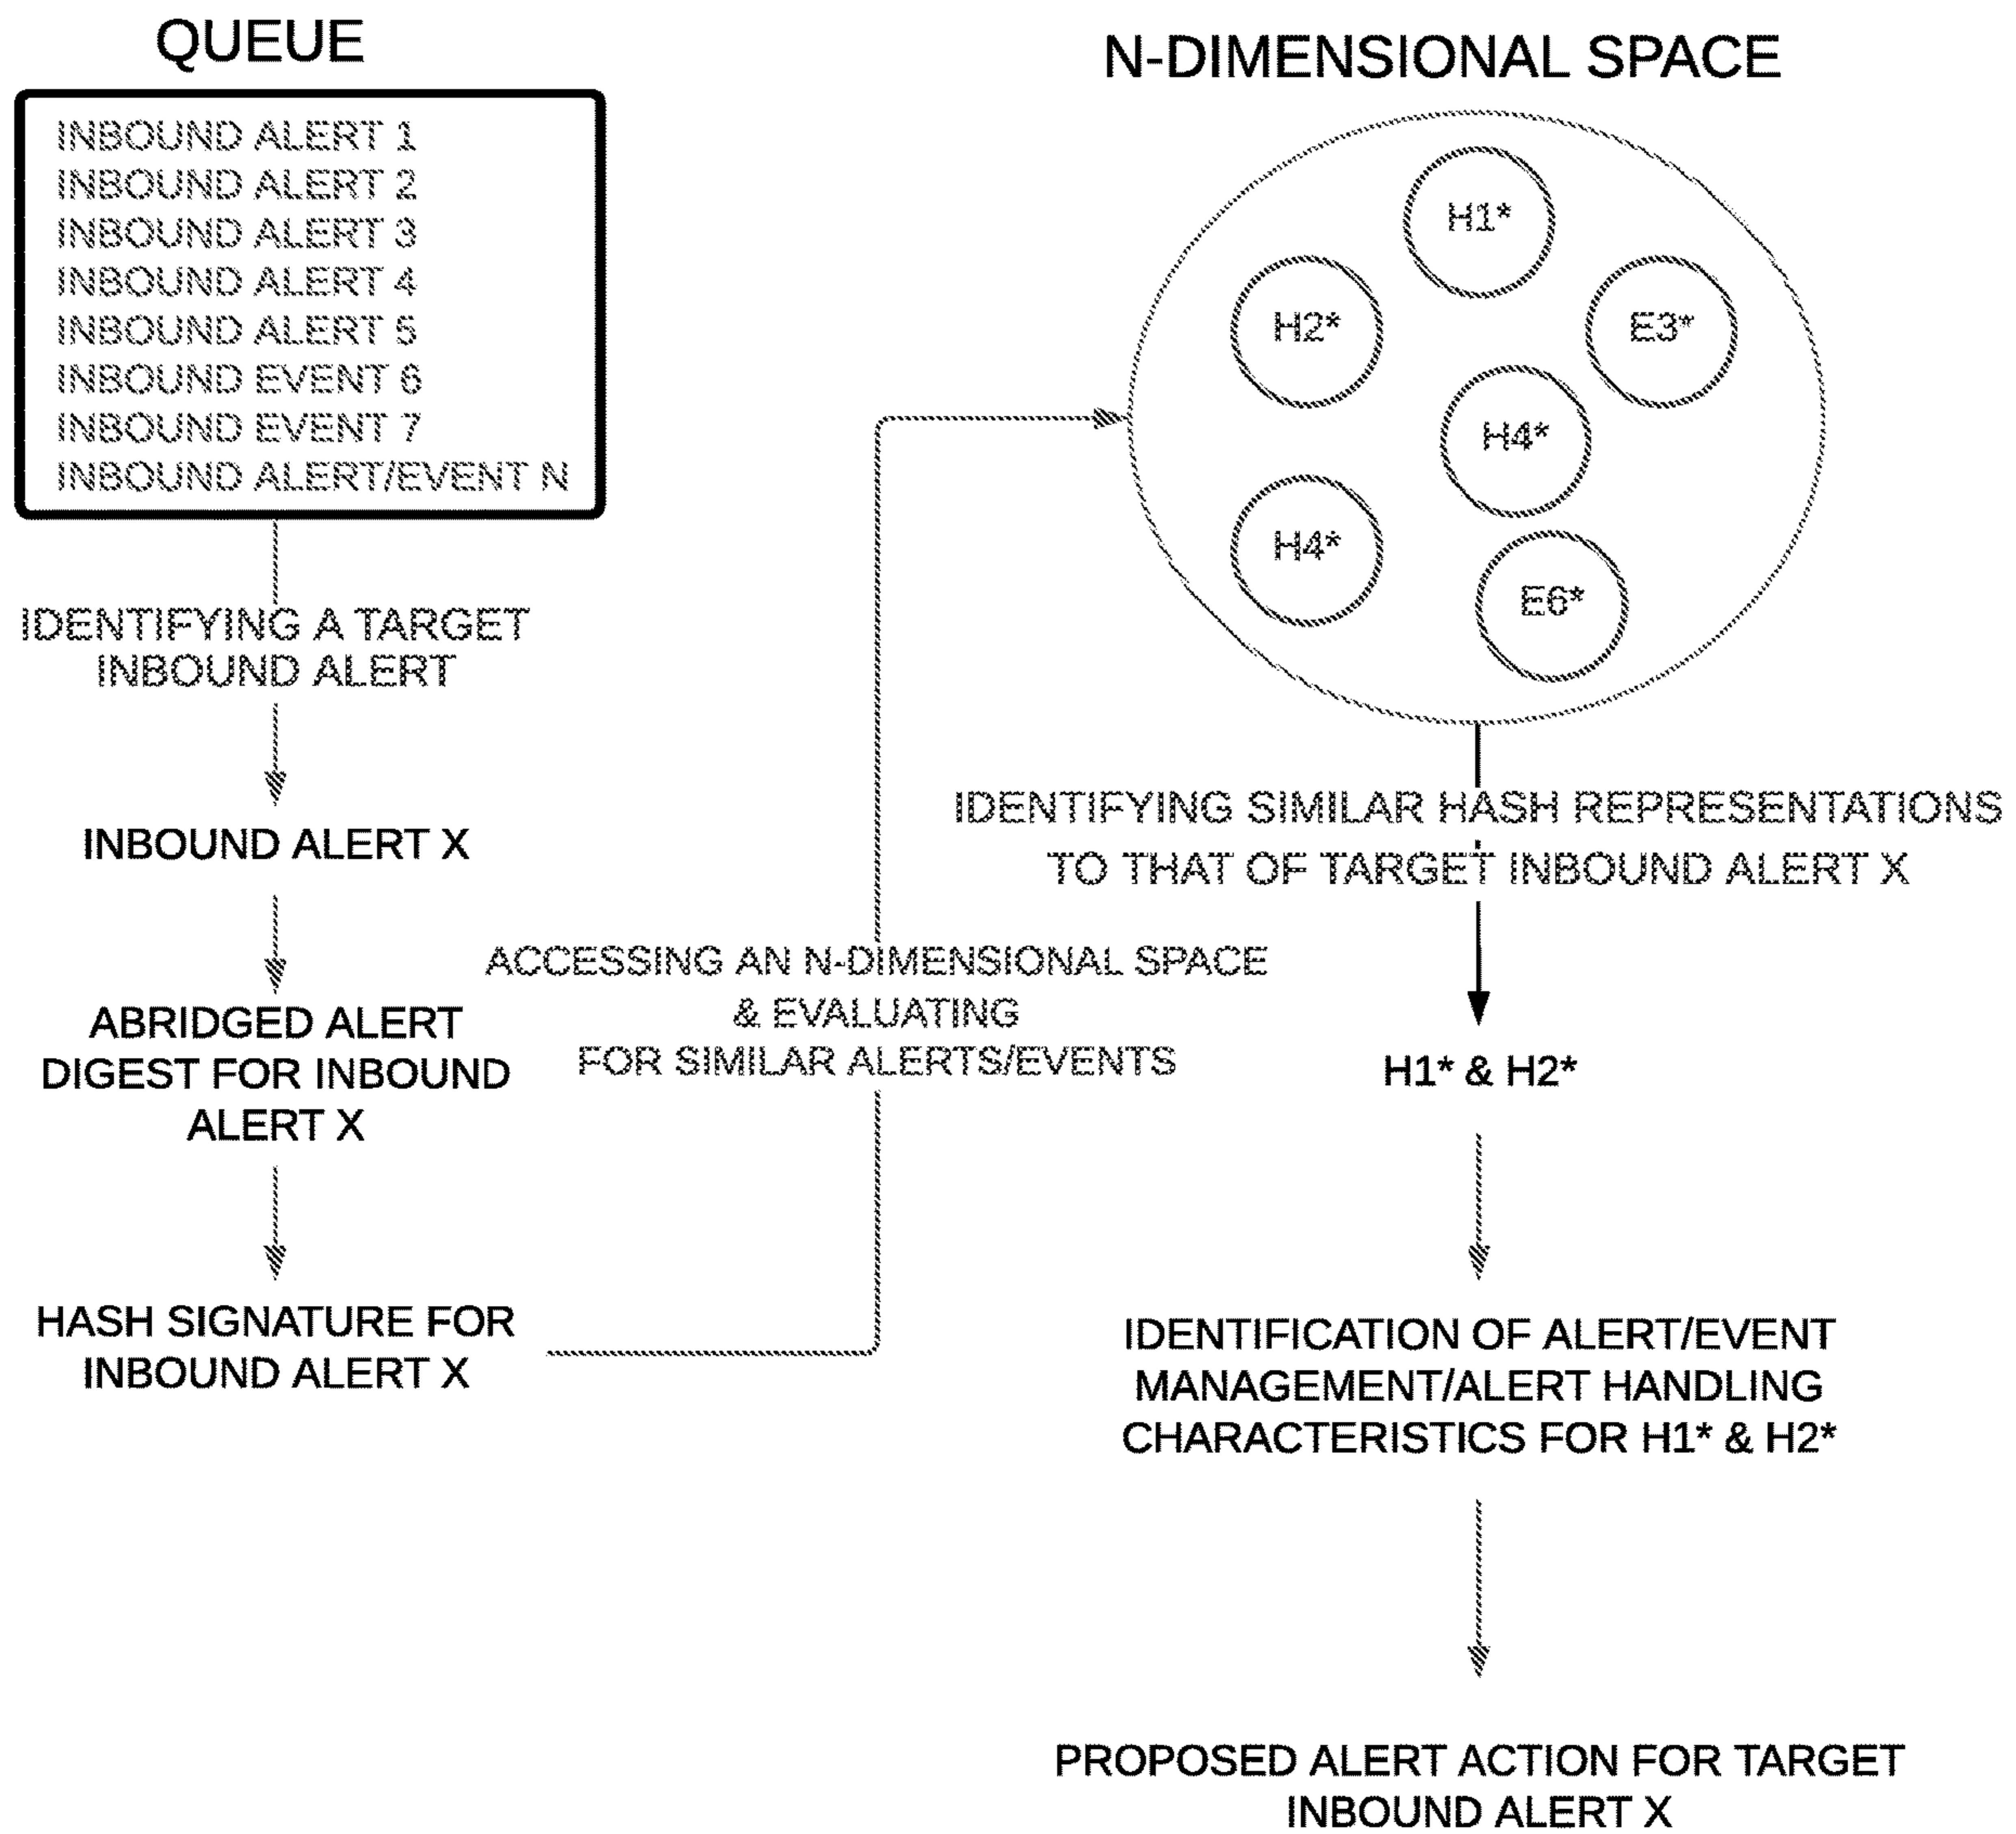 QUEUE
INBOUND ALERT 1
INBOUND ALERT 2
INBOUND ALERT 3
INBOUND ALERT 4
INBOUND ALERT 5
INBOUND EVENT 6
INBOUND EVENT 7
INBOUND ALERT/EVENT N
IDENTIFYING A TARGET
INBOUND ALERT
INBOUND ALERT X
ABRIDGED ALERT
DIGEST FOR INBOUND
ALERT X
HASH SIGNATURE FOR
INBOUND ALERT X
ACCESSING AN N-DIMENSIONAL SPACE
& EVALUATING
FOR SIMILAR ALERTS/EVENTS
N-DIMENSIONAL SPACE
H1*
H2*
E3*
H4*
H4*
E6*
IDENTIFYING SIMILAR HASH REPRESENTATIONS
TO THAT OF TARGET INBOUND ALERT X
H1* & H2*
IDENTIFICATION OF ALERT/EVENT
MANAGEMENT/ALERT HANDLING
CHARACTERISTICS FOR H1* & H2*
PROPOSED ALERT ACTION FOR TARGET
INBOUND ALERT X